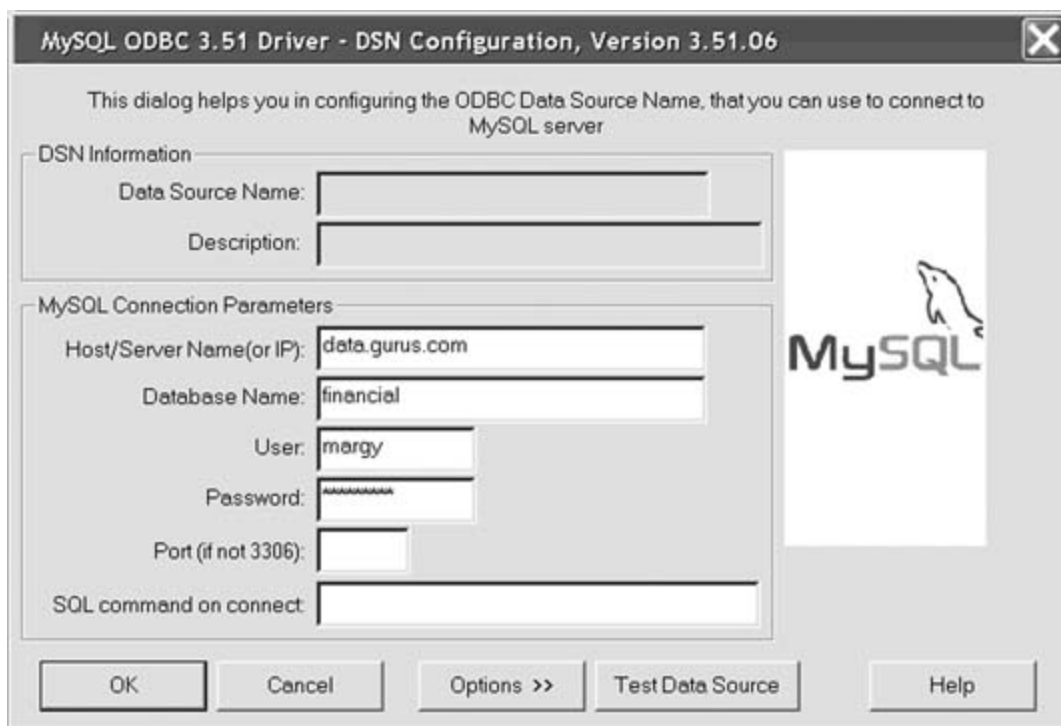 MySQL ODBC 3.51 Driver - DSN Configuration, Version 3.51.06
This dialog helps you in configuring the ODBC Data Source Name, that you can use to connect to
MySQL server
DSN Information
Data Source Name:
Description:
MySQL Connection Parameters
Host/Server Name(or IP): data.gurus.com
Database Name: financial
User: margy
Password: *********
Port (if not 3306):
SQL command on connect:
MySQL
OK Cancel Options >> Test Data Source Help